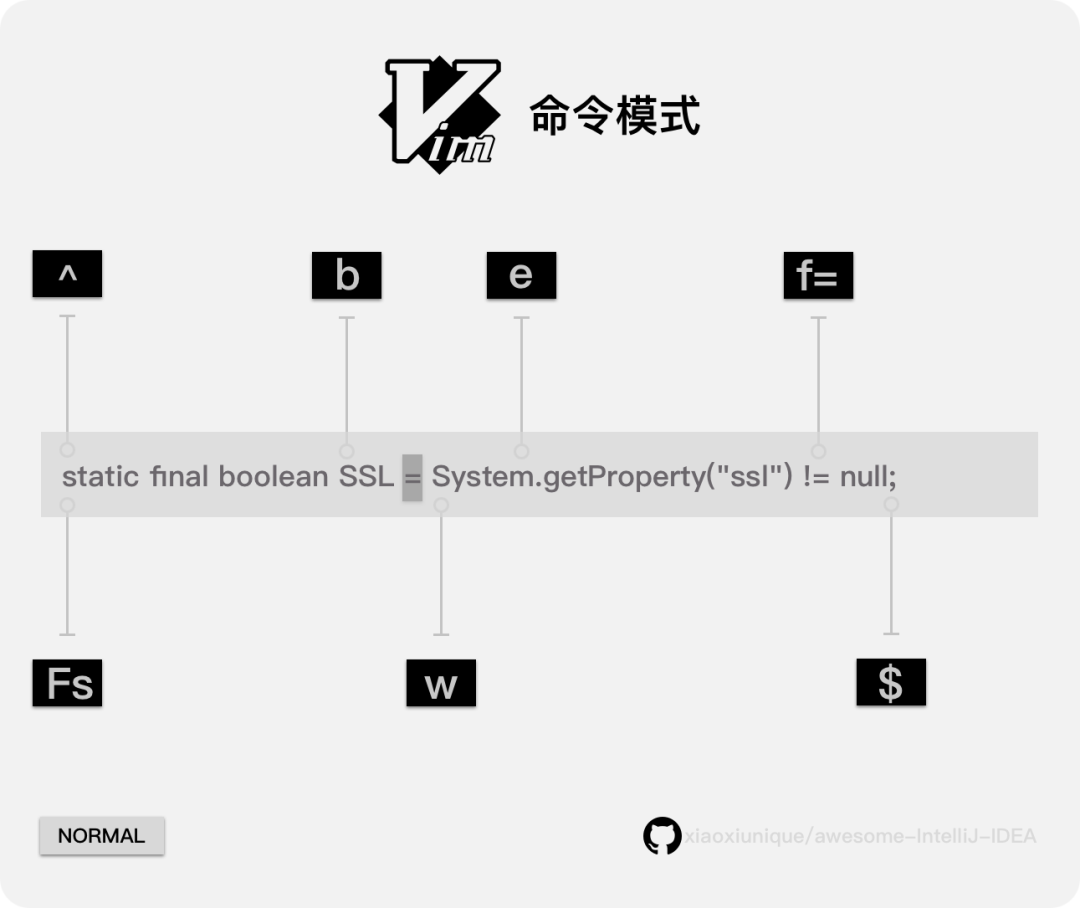 Vim 命令模式
^ b e f=
static final boolean SSL = System.getProperty("ssl") != null;
Fs w $
NORMAL
xiaoxiunique/awesome-IntelliJ-IDEA